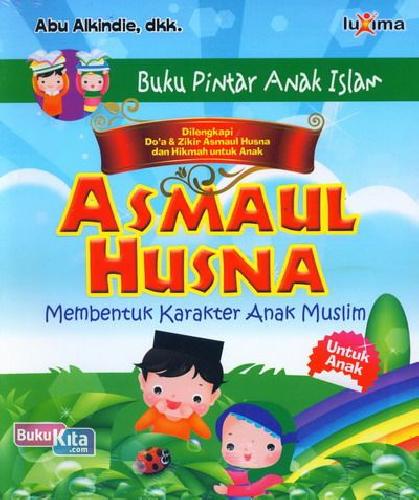 Abu Alkindie, dkk.
luxima
Buku Pintar Anak Islam
Dilengkapi
Do'a & Zikir Asmaul Husna
dan Hikmah untuk Anak
ASMAUL
HUSNA
Membentuk Karakter Anak Muslim
Untuk
Anak
BukuKita
.com